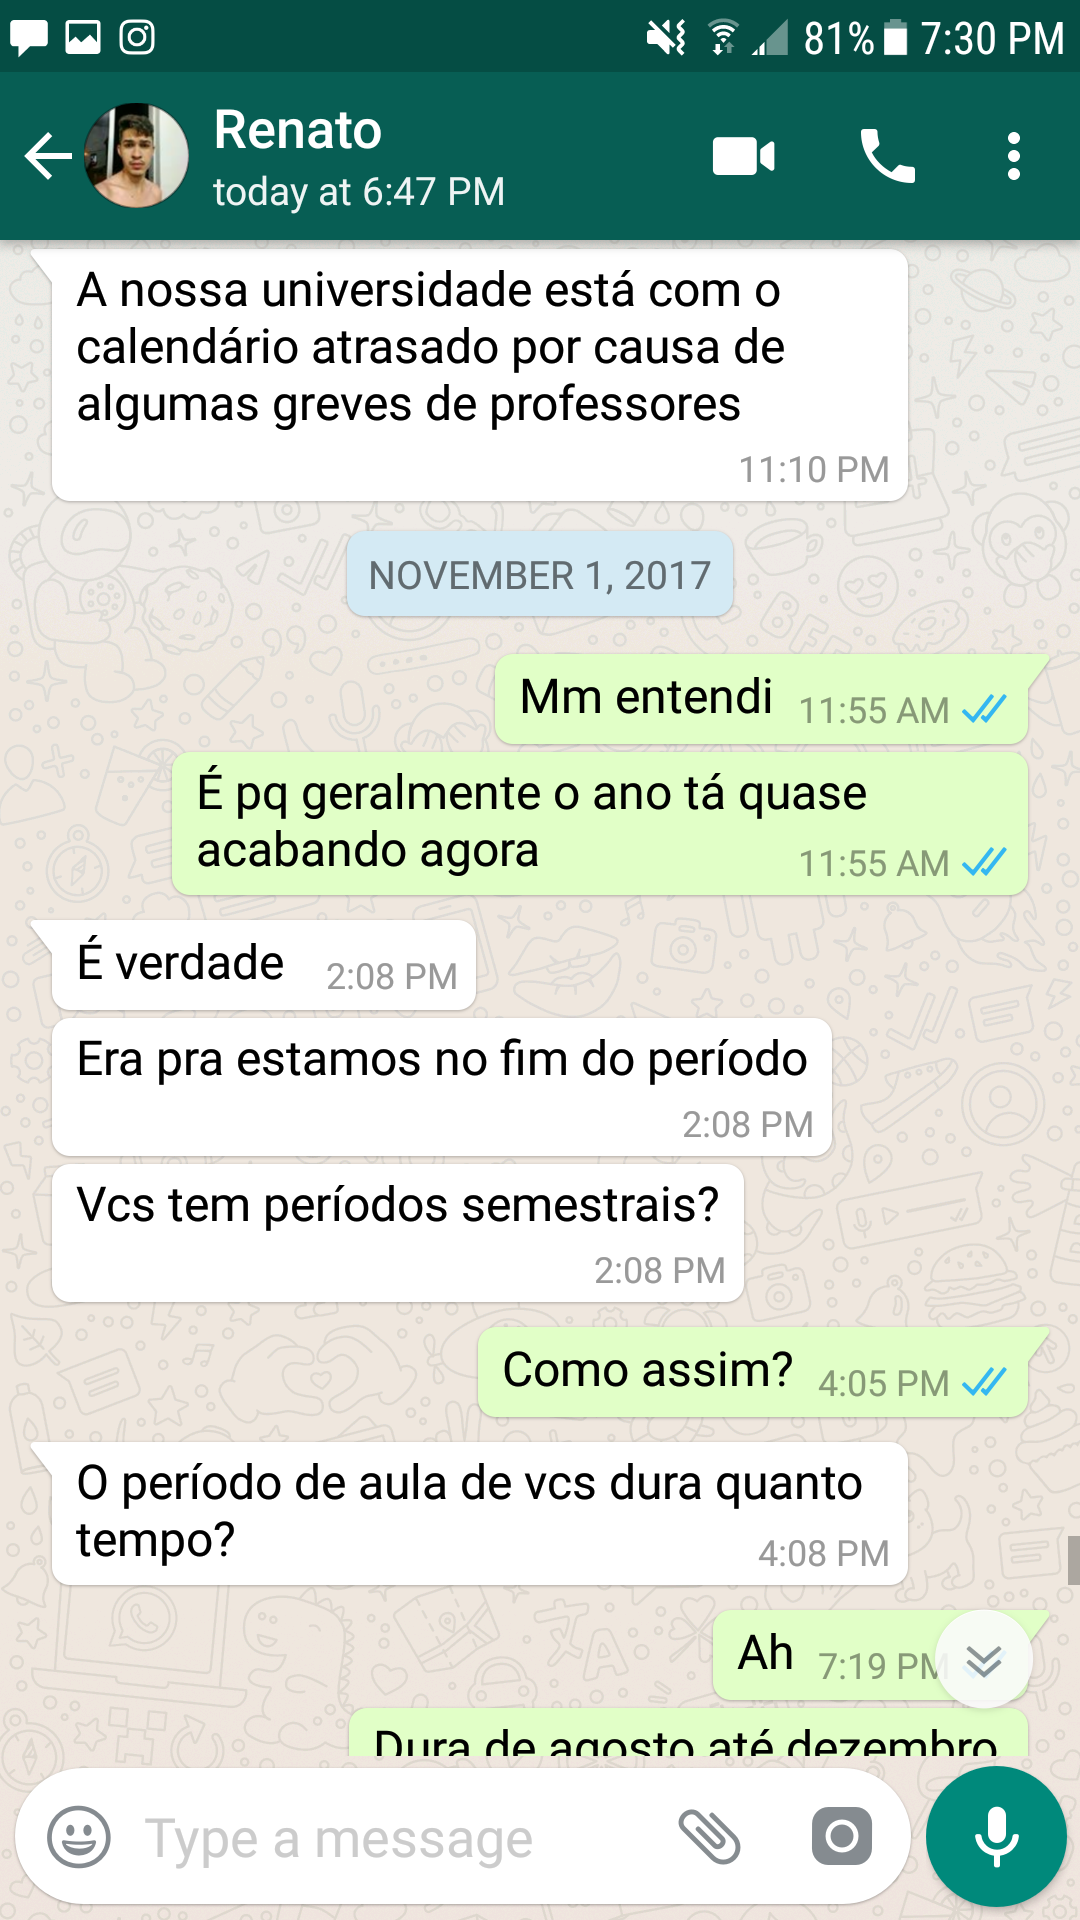 81% 7:30 PM
Renato
today at 6:47 PM
A nossa universidade está com o
calendário atrasado por causa de
algumas greves de professores
11:10 PM
NOVEMBER 1, 2017
Mm entendi 11:55 AM
É pq geralmente o ano tá quase
acabando agora 11:55 AM
É verdade 2:08 PM
Era pra estamos no fim do período
2:08 PM
Vcs tem períodos semestrais?
2:08 PM
Como assim? 4:05 PM
O período de aula de vcs dura quanto
tempo? 4:08 PM
Ah 7:19 PM
Dura de agosto até dezembro
Type a message